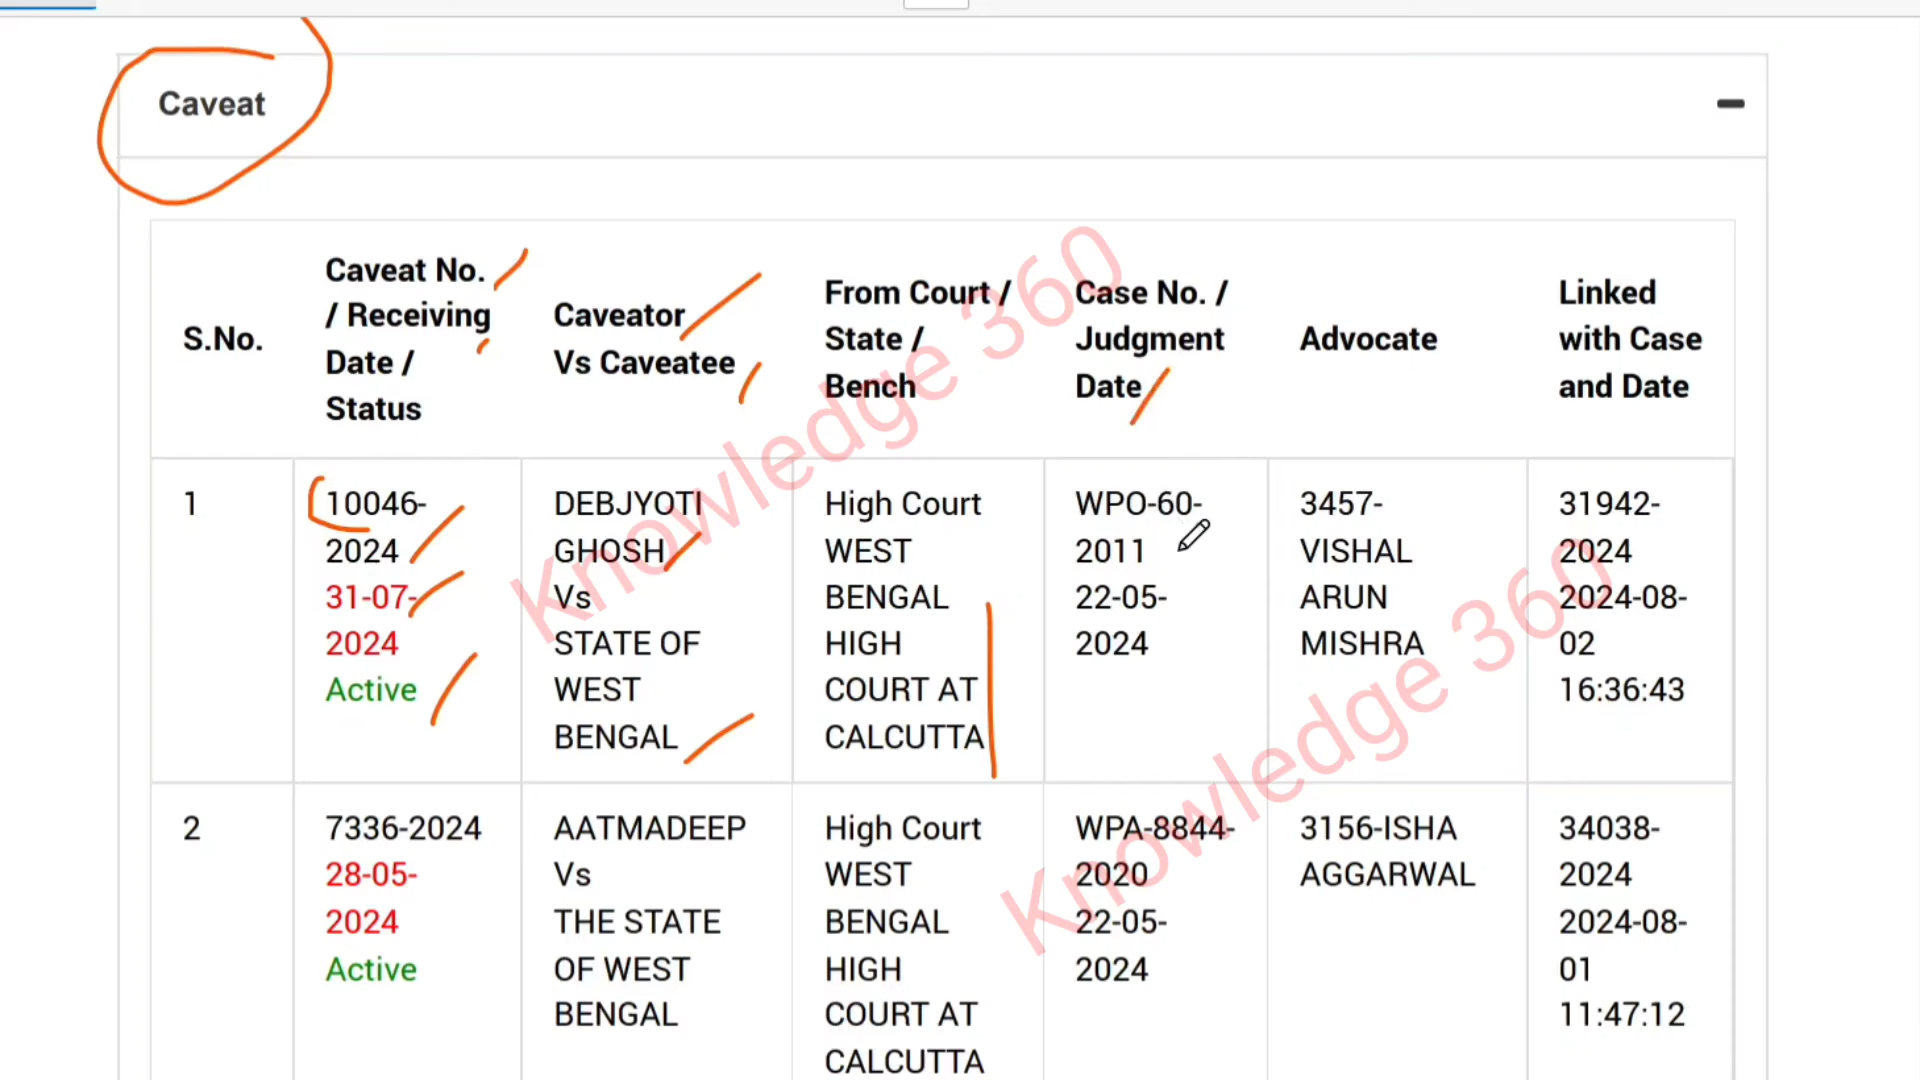 Caveat
S.No.
Caveat No.
/ Receiving
Date /
Status
Caveator
Vs Caveatee
From Court /
State /
Bench
Case No. /
Judgment
Date
Advocate
Linked
with Case
and Date
1
10046-
2024
31-07-
2024
Active
DEBJYOTI
GHOSH
Vs
STATE OF
WEST
BENGAL
High Court
WEST
BENGAL
HIGH
COURT AT
CALCUTTA
WPO-60-
2011
22-05-
2024
3457-
VISHAL
ARUN
MISHRA
31942-
2024
2024-08-
02
16:36:43
2
7336-2024
28-05-
2024
Active
AATMADEEP
Vs
THE STATE
OF WEST
BENGAL
High Court
WEST
BENGAL
HIGH
COURT AT
CALCUTTA
WPA-8844-
2020
22-05-
2024
3156-ISHA
AGGARWAL
34038-
2024
2024-08-
01
11:47:12
Knowledge 360
Knowledge 360